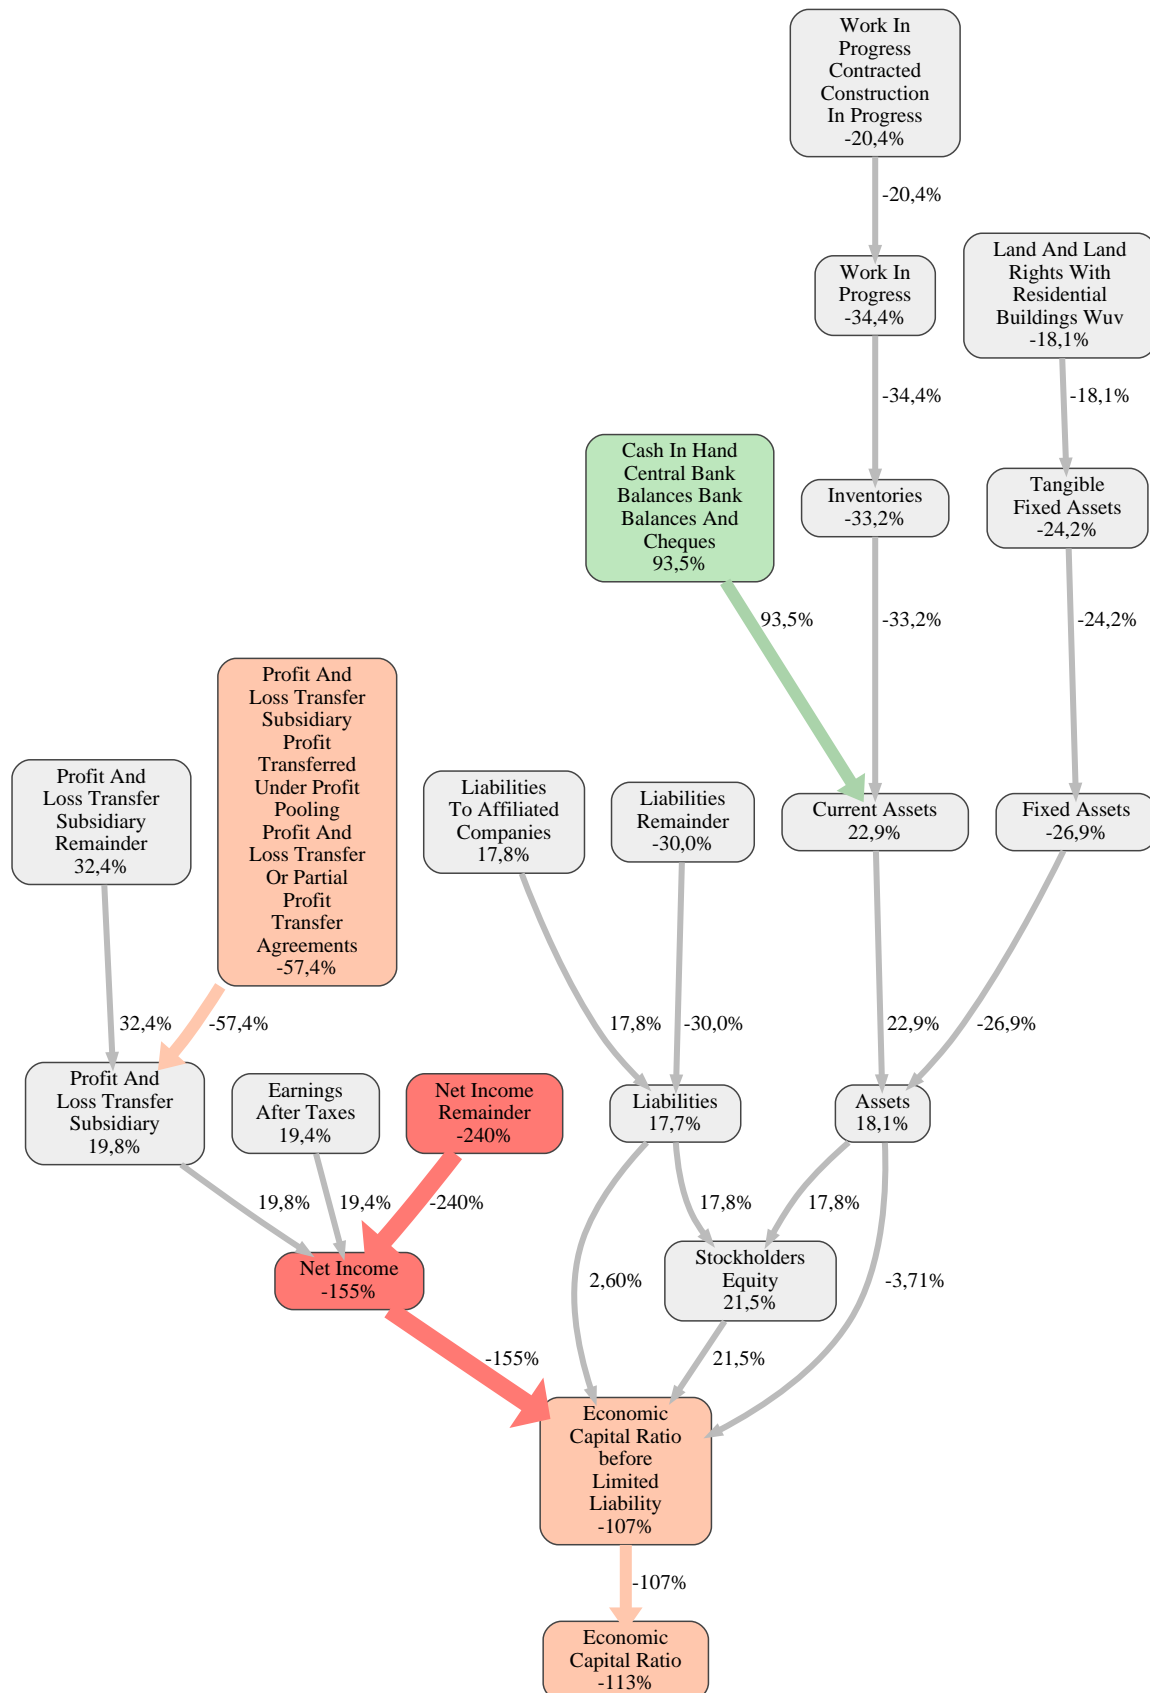 Work In
Progress
Contracted
Construction
In Progress
-20,4%
-20,4%
Work In
Progress
-34,4%
Land And Land
Rights With
Residential
Buildings Wuv
-18,1%
-34,4%
-18,1%
Cash In Hand
Central Bank
Balances Bank
Balances And
Cheques
93,5%
Inventories
-33,2%
Tangible
Fixed Assets
-24,2%
93,5%
-33,2%
-24,2%
Profit And
Loss Transfer
Subsidiary
Profit
Transferred
Under Profit
Pooling
Profit And
Loss Transfer
Or Partial
Profit
Transfer
Agreements
-57,4%
Profit And
Loss Transfer
Subsidiary
Remainder
32,4%
Liabilities
To Affiliated
Companies
17,8%
Liabilities
Remainder
-30,0%
Current Assets
22,9%
Fixed Assets
-26,9%
32,4%
-57,4%
17,8%
-30,0%
22,9%
-26,9%
Profit And
Loss Transfer
Subsidiary
19,8%
Earnings
After Taxes
19,4%
Net Income
Remainder
-240%
Liabilities
17,7%
Assets
18,1%
19,8%
19,4%
-240%
17,8%
17,8%
Net Income
-155%
2,60%
Stockholders
Equity
21,5%
-3,71%
-155%
21,5%
Economic
Capital Ratio
before
Limited
Liability
-107%
-107%
Economic
Capital Ratio
-113%